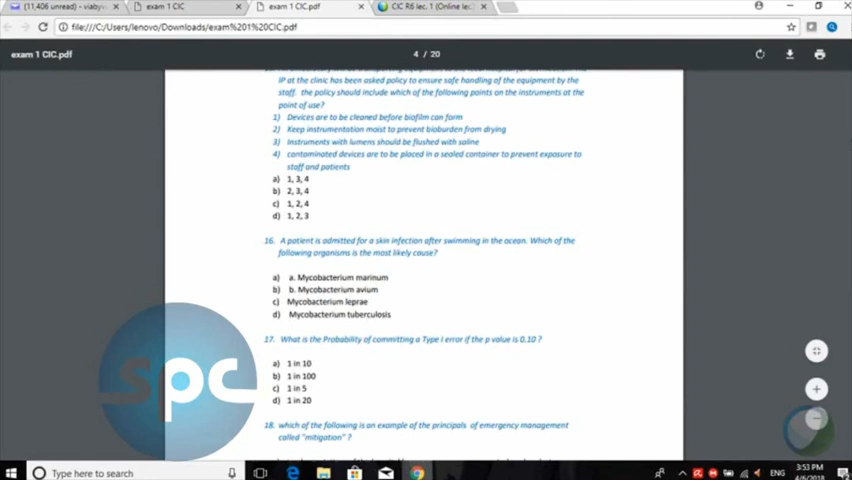 (11,406 unread) - viabyv
exam 1 CIC
exam 1 CIC.pdf
CIC R6 lec. 1 (Online lec
file:///C:/Users/lenovo/Downloads/exam%201%20CIC.pdf
exam 1 CIC.pdf
4 / 20
IP at the clinic has been asked policy to ensure safe handling of the equipment by the
staff. the policy should include which of the following points on the instruments at the
point of use?
1) Devices are to be cleaned before biofilm can form
2) Keep instrumentation moist to prevent bioburden from drying
3) Instruments with lumens should be flushed with saline
4) contaminated devices are to be placed in a sealed container to prevent exposure to
staff and patients
a) 1, 3, 4
b) 2, 3, 4
c) 1, 2, 4
d) 1, 2, 3
16. A patient is admitted for a skin infection after swimming in the ocean. Which of the
following organisms is the most likely cause?
a) a. Mycobacterium marinum
b) b. Mycobacterium avium
c) Mycobacterium leprae
d) Mycobacterium tuberculosis
17. What is the Probability of committing a Type I error if the p value is 0.10 ?
a) 1 in 10
b) 1 in 100
c) 1 in 5
d) 1 in 20
18. which of the following is an example of the principals of emergency management
called "mitigation" ?
spc
Type here to search
3:53 PM
4/6/2018